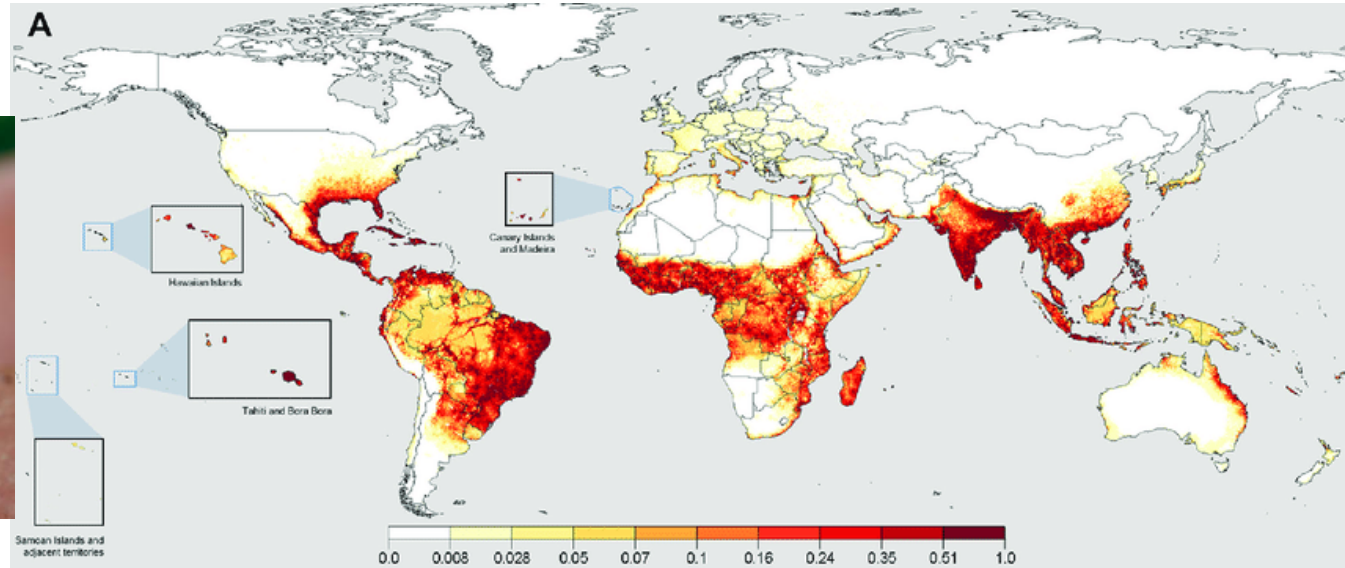 A
Canary Islands
and Madeira
Hawaiian Islands
Tahiti and Bora Bora
Samoan Islands and
adjacent territories
0.0 0.008 0.028 0.05 0.07 0.1 0.16 0.24 0.35 0.51 1.0